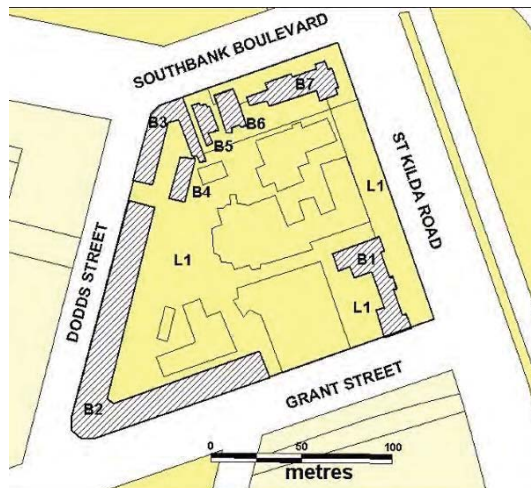 SOUTHBANK BOULEVARD
B7
B3
B6
B5
B4
ST KILDA ROAD
L1
DODDS STREET
L1
B1
L1
B2
GRANT STREET
0 50 100
metres